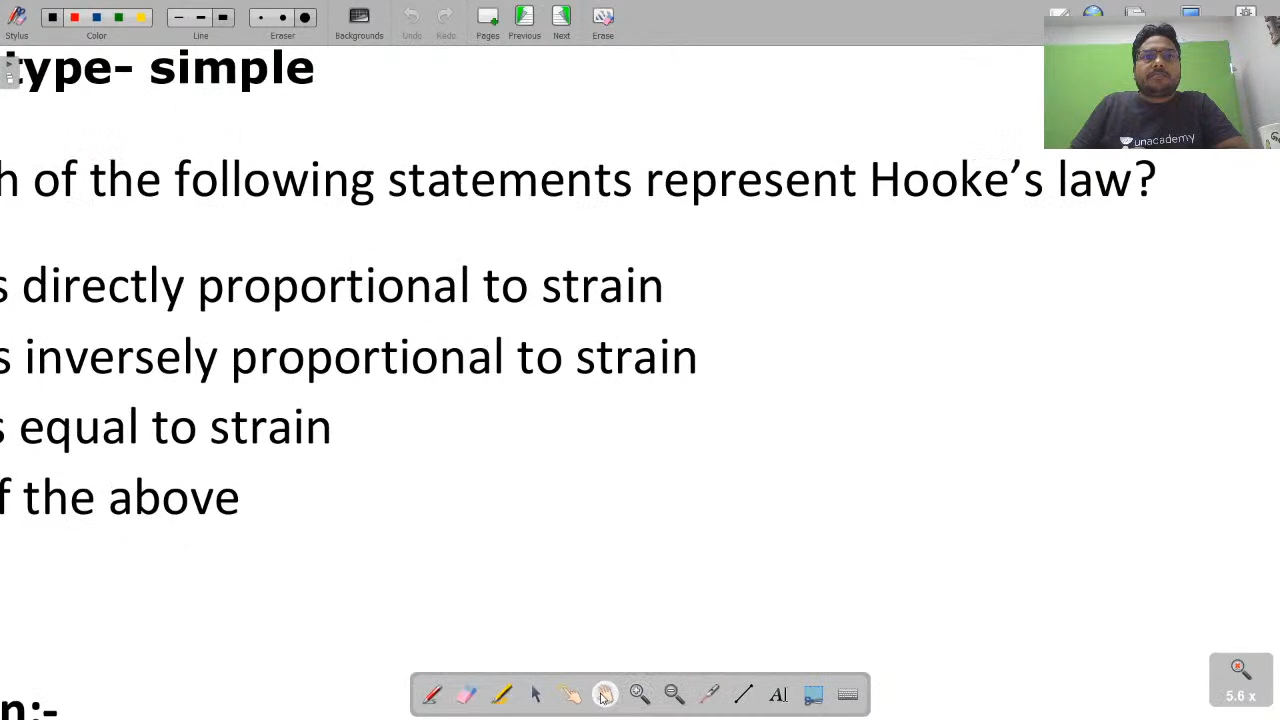 Stylus
Color
Line
Eraser
Backgrounds
Undo
Redo
Pages
Previous
Next
Erase
type- simple
unacademy
h of the following statements represent Hooke’s law?
s directly proportional to strain
s inversely proportional to strain
s equal to strain
f the above
n:-
5.6 x